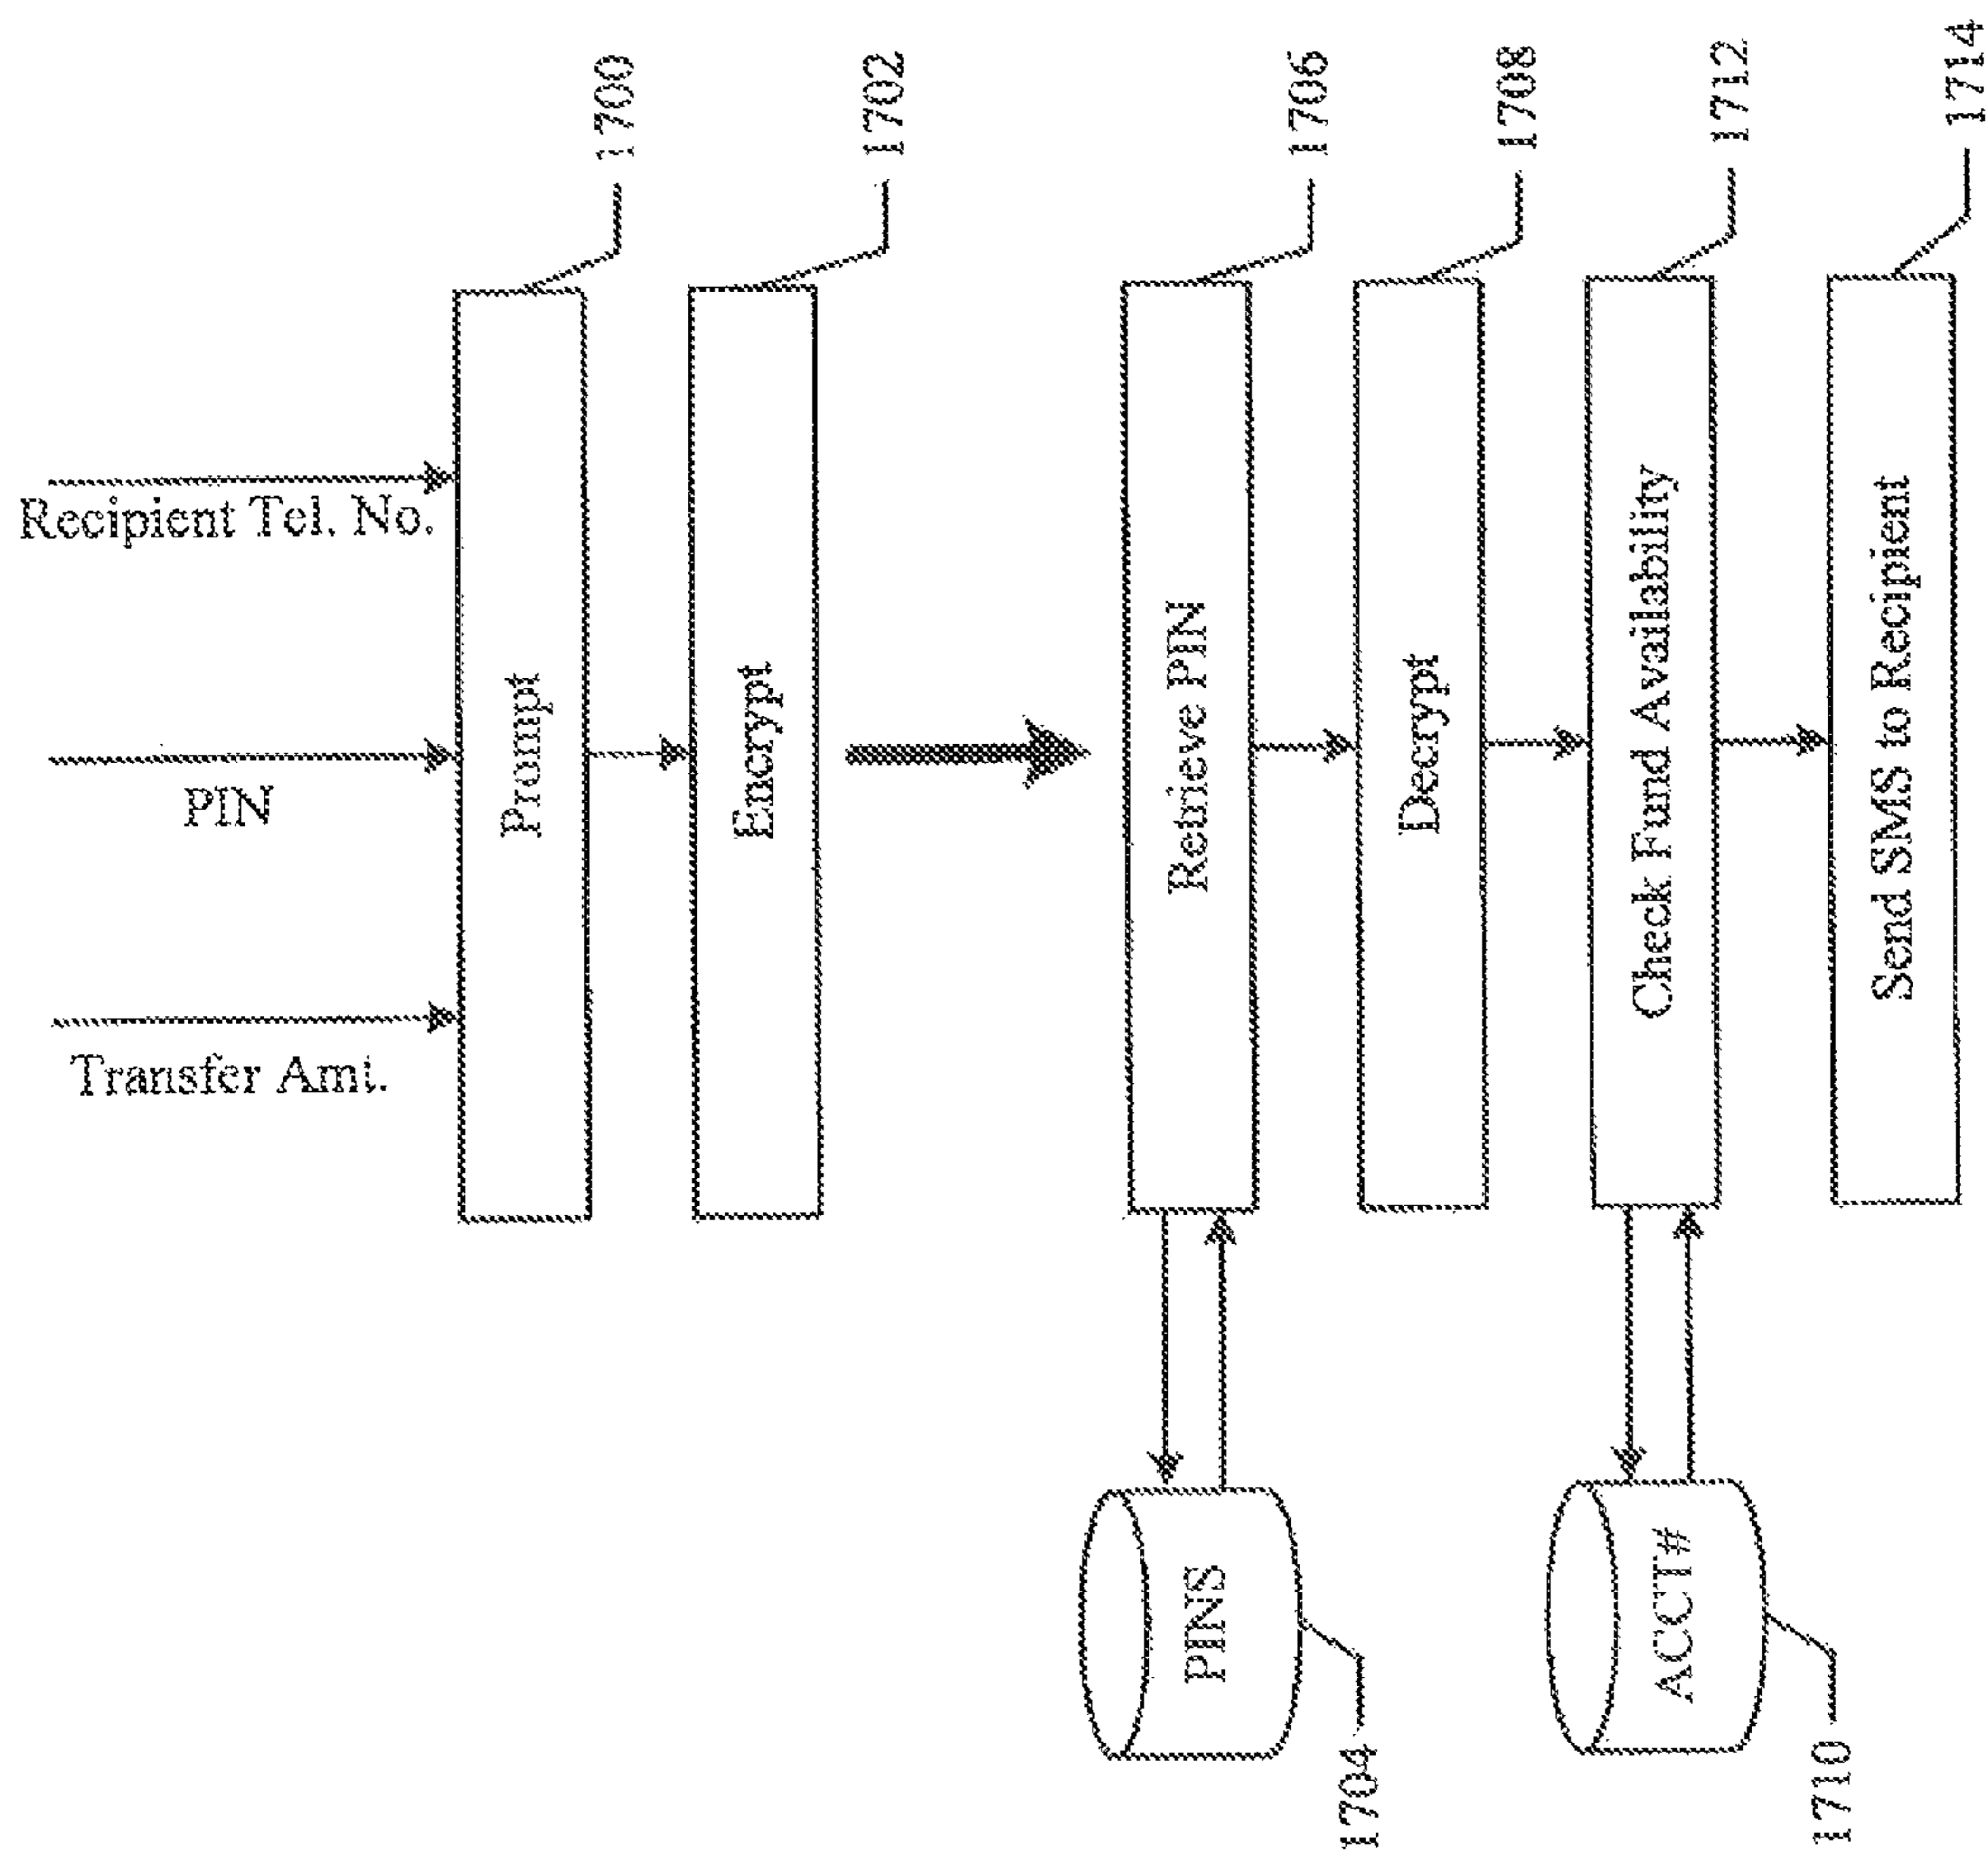 Recipient Tel. No.
PIN
Transfer Amt.
Prompt
1700
Encrypt
1702
Retrieve PIN
1706
PINS
1704
Decrypt
1708
Check Fund Availability
1712
ACCT#
1710
Send SMS to Recipient
1714